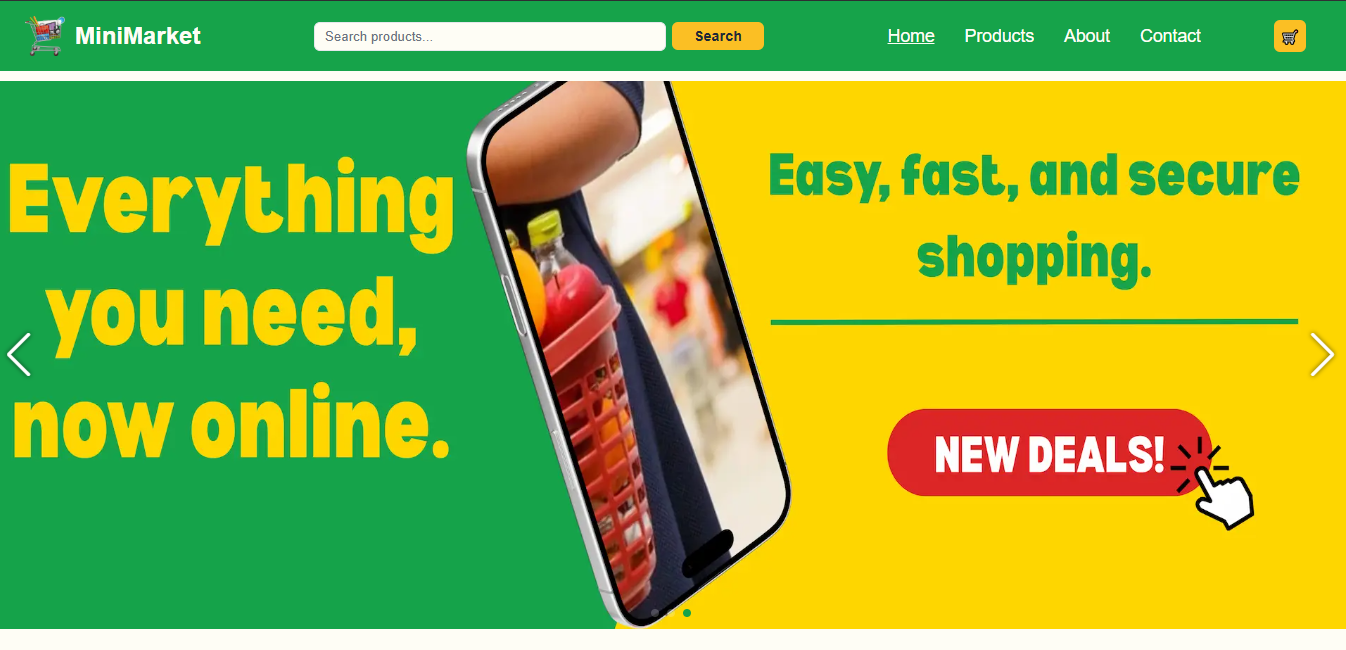 MiniMarket
Search products...
Search
Home
Products
About
Contact
Everything
you need,
now online.
Easy, fast, and secure
shopping.
NEW DEALS!